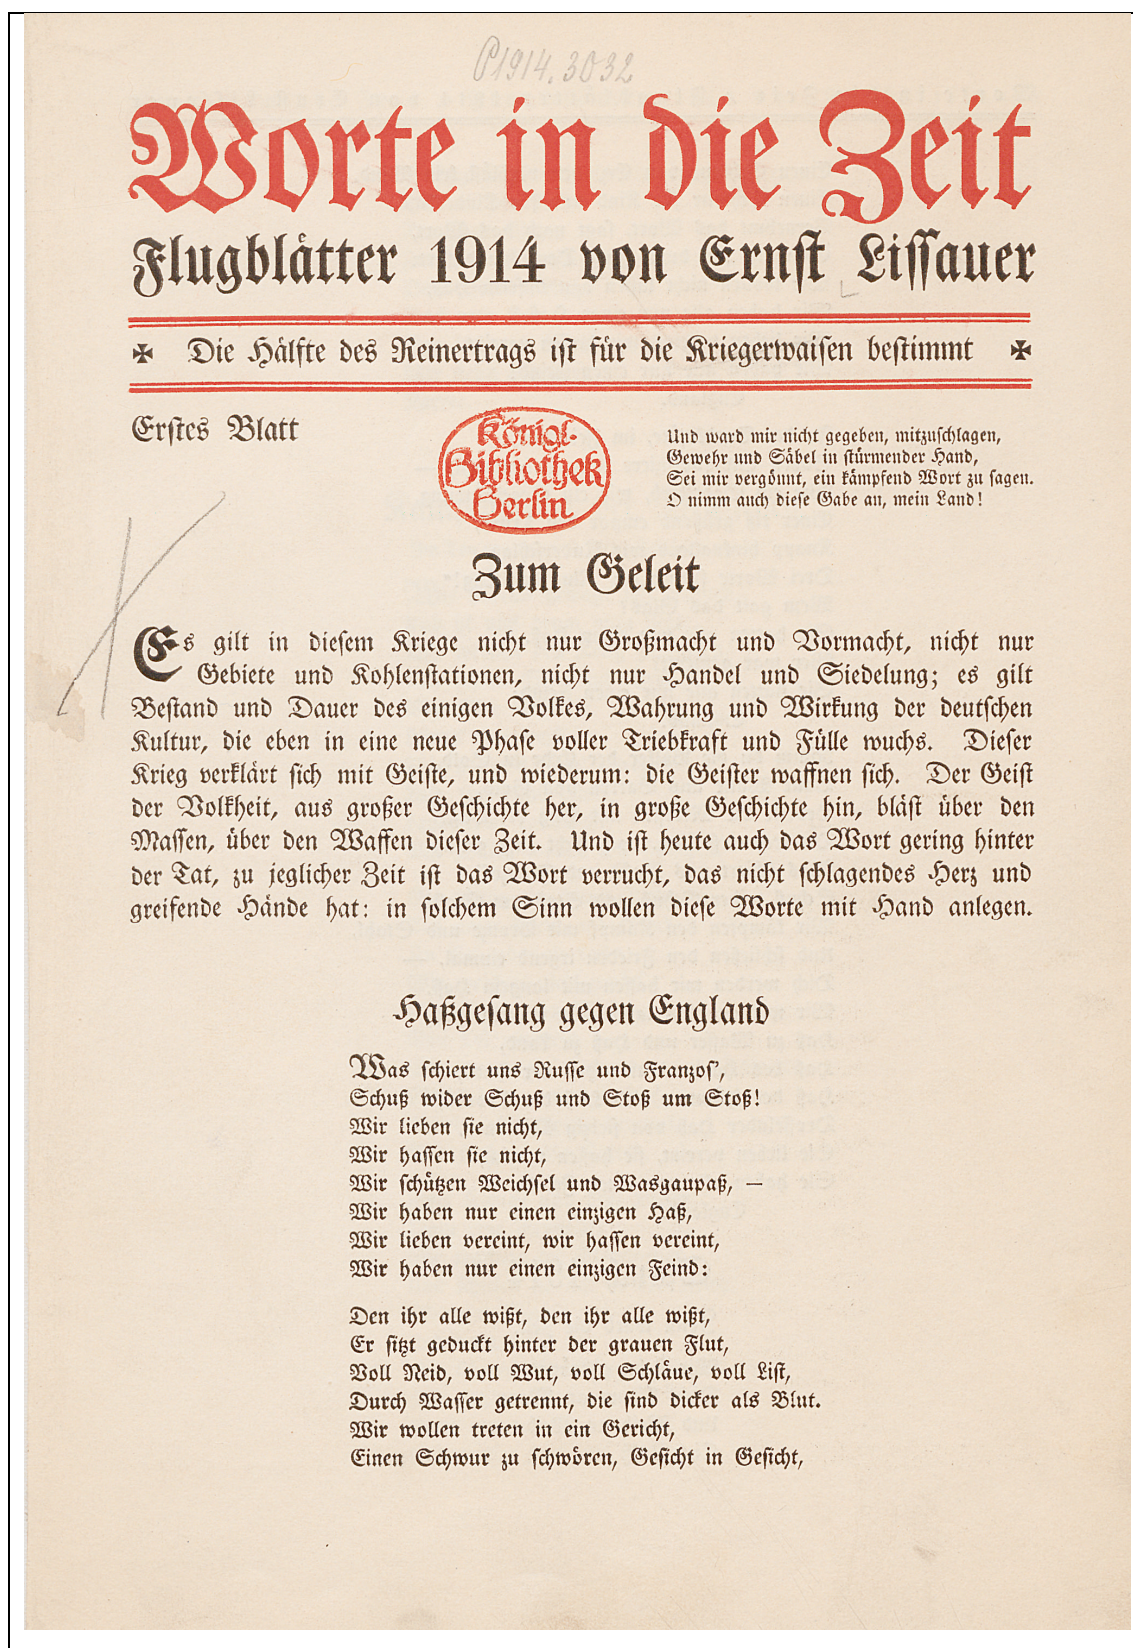 P 1914. 3032
Worte in die Zeit
Flugblätter 1914 von Ernst Lissauer
Die Hälfte des Reinertrags ist für die Kriegerwaisen bestimmt
Erstes Blatt
Königl.
Bibliothek
Berlin
Und ward mir nicht gegeben, mitzuschlagen,
Gewehr und Säbel in stürmender Hand,
Sei mir vergönnt, ein kämpfend Wort zu sagen.
O nimm auch diese Gabe an, mein Land!
Zum Geleit
Es gilt in diesem Kriege nicht nur Großmacht und Vormacht, nicht nur
Gebiete und Kohlenstationen, nicht nur Handel und Siedelung; es gilt
Bestand und Dauer des einigen Volkes, Wahrung und Wirkung der deutschen
Kultur, die eben in eine neue Phase voller Triebkraft und Fülle wuchs. Dieser
Krieg verklärt sich mit Geiste, und wiederum: die Geister waffnen sich. Der Geist
der Volkheit, aus großer Geschichte her, in große Geschichte hin, bläst über den
Massen, über den Waffen dieser Zeit. Und ist heute auch das Wort gering hinter
der Tat, zu jeglicher Zeit ist das Wort verrucht, das nicht schlagendes Herz und
greifende Hände hat: in solchem Sinn wollen diese Worte mit Hand anlegen.
Haßgesang gegen England
Was schiert uns Russe und Franzos',
Schuß wider Schuß und Stoß um Stoß!
Wir lieben sie nicht,
Wir hassen sie nicht,
Wir schützen Weichsel und Wasgaupaß, —
Wir haben nur einen einzigen Haß,
Wir lieben vereint, wir hassen vereint,
Wir haben nur einen einzigen Feind:
Den ihr alle wißt, den ihr alle wißt,
Er sitzt geduckt hinter der grauen Flut,
Voll Neid, voll Wut, voll Schläue, voll List,
Durch Wasser getrennt, die sind dicker als Blut.
Wir wollen treten in ein Gericht,
Einen Schwur zu schwören, Gesicht in Gesicht,